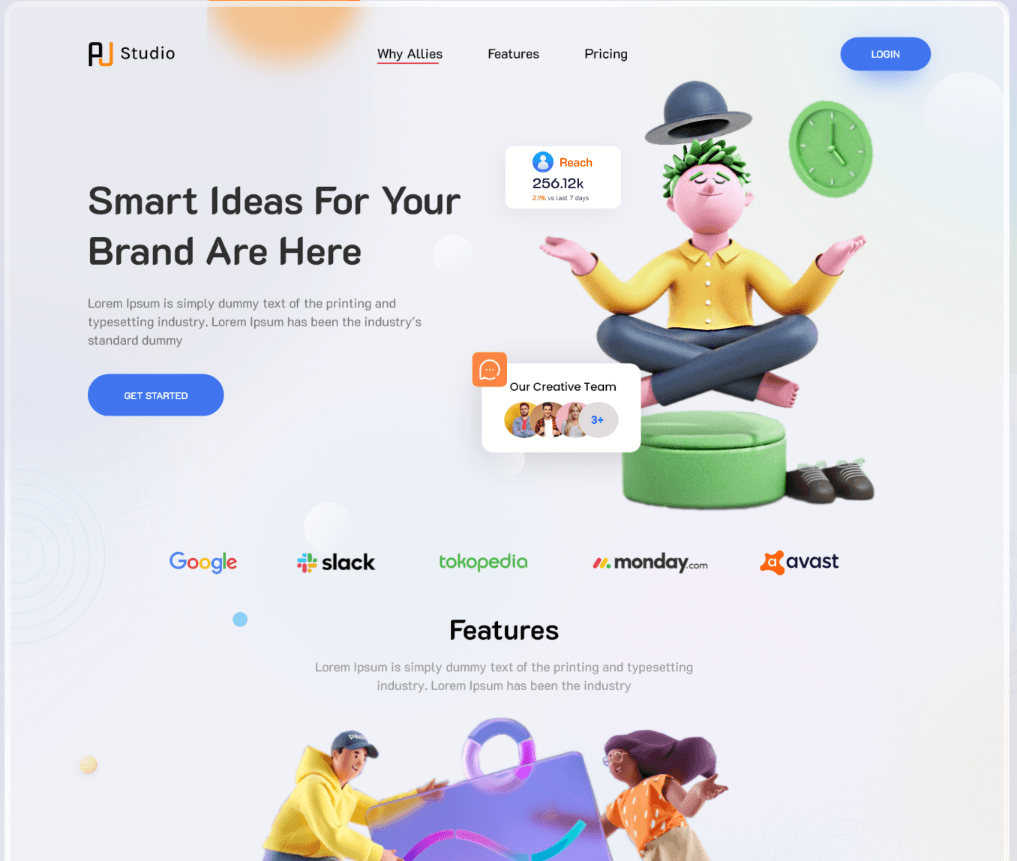 AJ Studio
Why Allies
Features
Pricing
LOGIN
Reach
256.12k
2.1% vs last 7 days
Smart Ideas For Your
Brand Are Here
Lorem Ipsum is simply dummy text of the printing and
typesetting industry. Lorem Ipsum has been the industry's
standard dummy
GET STARTED
Our Creative Team
3+
Google
slack
tokopedia
monday.com
avast
Features
Lorem Ipsum is simply dummy text of the printing and typesetting
industry. Lorem Ipsum has been the industry